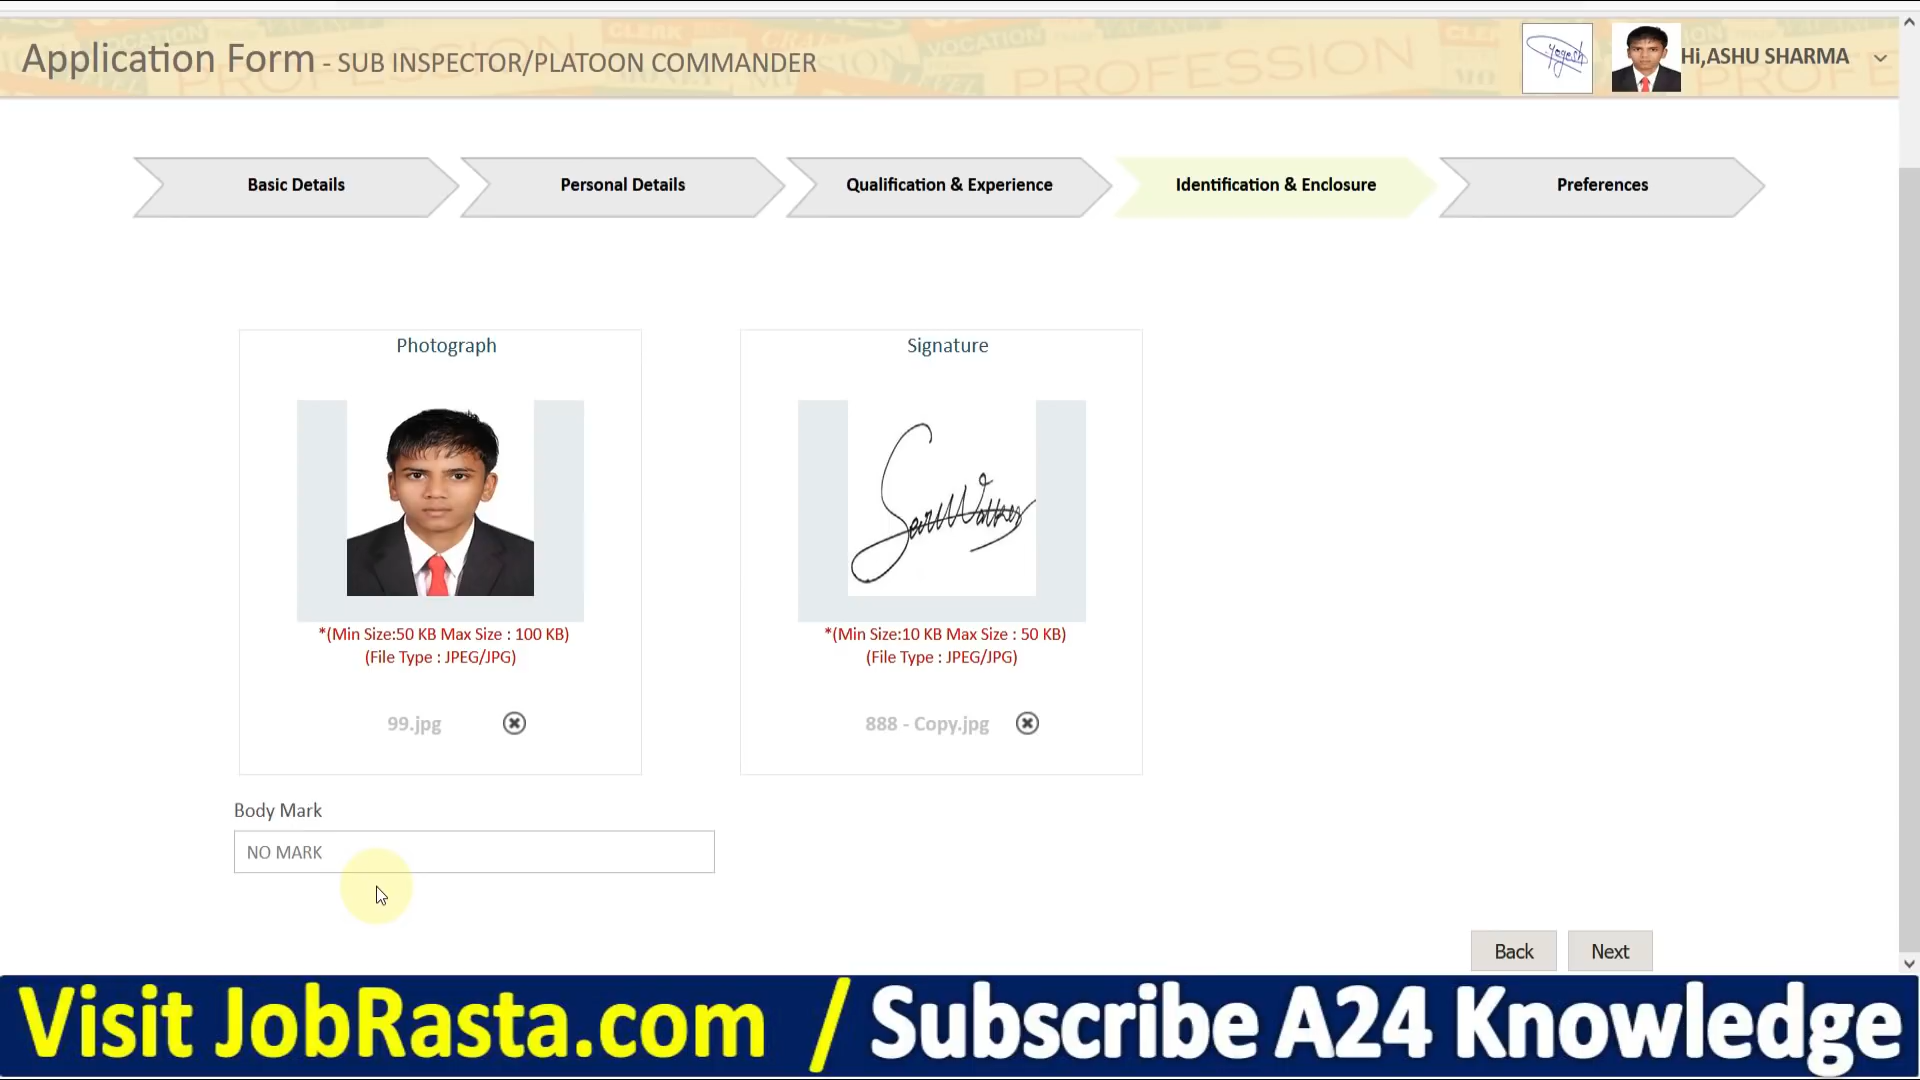 Application Form - SUB INSPECTOR/PLATOON COMMANDER
Yogesh
Hi,ASHU SHARMA
Basic Details
Personal Details
Qualification & Experience
Identification & Enclosure
Preferences
Photograph
Signature
*(Min Size:50 KB Max Size : 100 KB)
(File Type : JPEG/JPG)
*(Min Size:10 KB Max Size : 50 KB)
(File Type : JPEG/JPG)
99.jpg
888 - Copy.jpg
Body Mark
NO MARK
Back
Next
Visit JobRasta.com / Subscribe A24 Knowledge